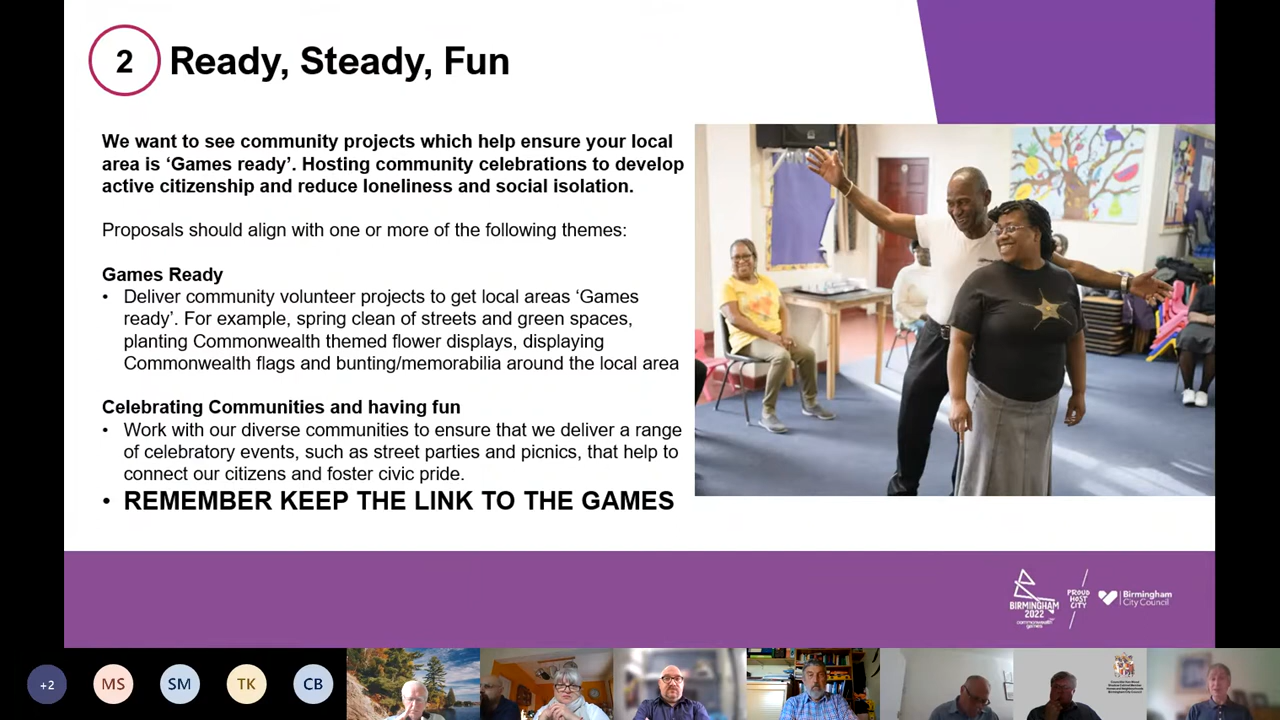 2 Ready, Steady, Fun
We want to see community projects which help ensure your local
area is ‘Games ready’. Hosting community celebrations to develop
active citizenship and reduce loneliness and social isolation.
Proposals should align with one or more of the following themes:
Games Ready
• Deliver community volunteer projects to get local areas ‘Games
ready’. For example, spring clean of streets and green spaces,
planting Commonwealth themed flower displays, displaying
Commonwealth flags and bunting/memorabilia around the local area
Celebrating Communities and having fun
• Work with our diverse communities to ensure that we deliver a range
of celebratory events, such as street parties and picnics, that help to
connect our citizens and foster civic pride.
• REMEMBER KEEP THE LINK TO THE GAMES
BIRMINGHAM
2022
commonwealth
games
PROUD
HOST
CITY
Birmingham
City Council
+2
MS
SM
TK
CB